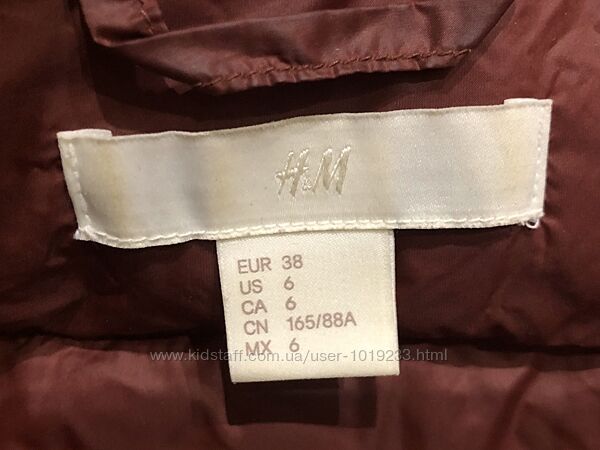 H&M
EUR 38
US 6
CA 6
CN 165/88A
MX 6
www.kidstaff.com.ua/user-1019233.html